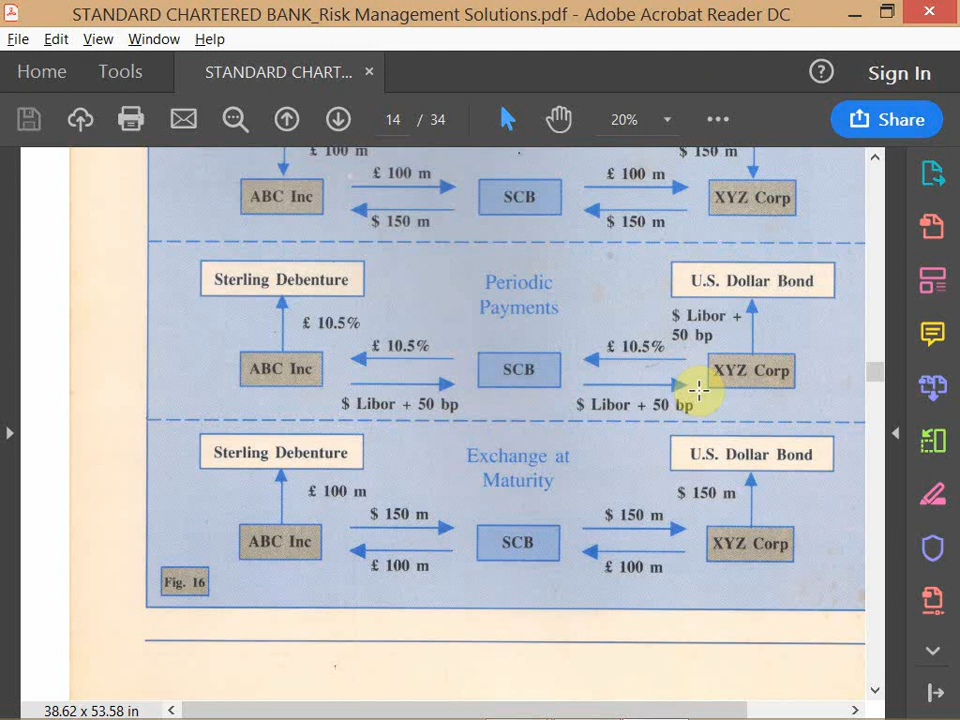 STANDARD CHARTERED BANK_Risk Management Solutions.pdf - Adobe Acrobat Reader DC
File Edit View Window Help
Home Tools STANDARD CHART... × Sign In
14 / 34 20% Share
£ 100 m $ 150 m
£ 100 m £ 100 m
ABC Inc SCB XYZ Corp
$ 150 m $ 150 m
Sterling Debenture Periodic U.S. Dollar Bond
Payments
$ Libor +
£ 10.5% 50 bp
£ 10.5% £ 10.5%
ABC Inc SCB XYZ Corp
$ Libor + 50 bp $ Libor + 50 bp
Sterling Debenture Exchange at U.S. Dollar Bond
Maturity
£ 100 m $ 150 m
$ 150 m $ 150 m
ABC Inc SCB XYZ Corp
£ 100 m £ 100 m
Fig. 16
38.62 x 53.58 in